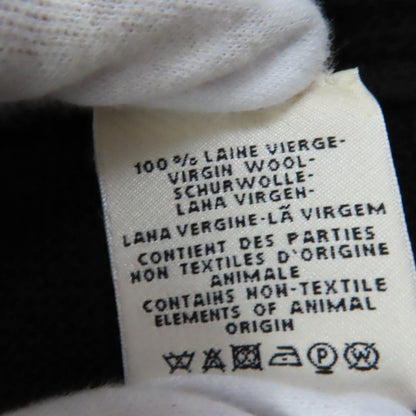 100% LAINE VIERGE-
VIRGIN WOOL-
SCHURWOLLE-
LANA VIRGEN-
LANA VERGINE-LÃ VIRGEM
CONTIENT DES PARTIES
NON TEXTILES D'ORIGINE
ANIMALE
CONTAINS NON-TEXTILE
ELEMENTS OF ANIMAL
ORIGIN
P W